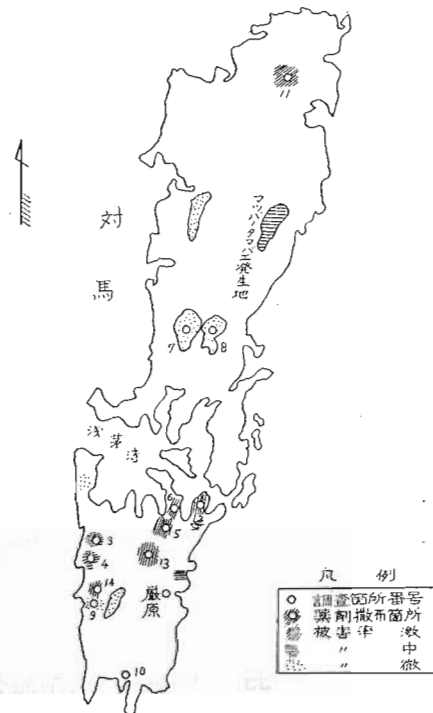 11
対馬
マツバノタマバエ発生地
7
8
浅茅湾
6
5
3
4
13
14
9
厳原
10
凡例
調査箇所番号
薬剤撒布箇所
被害率 激
〃 中
〃 微